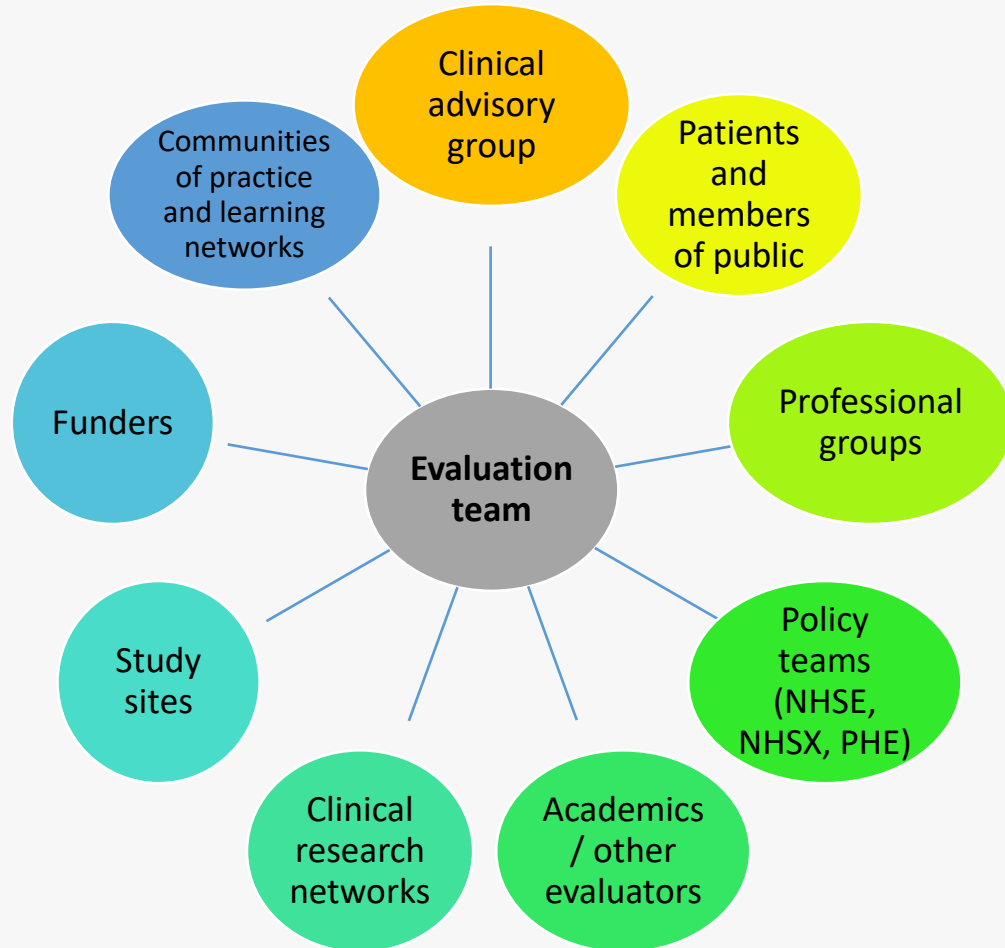 Clinical
advisory
group
Patients
and
members
of public
Professional
groups
Policy
teams
(NHSE,
NHSX, PHE)
Academics
/ other
evaluators
Clinical
research
networks
Study
sites
Funders
Communities
of practice
and learning
networks
Evaluation
team